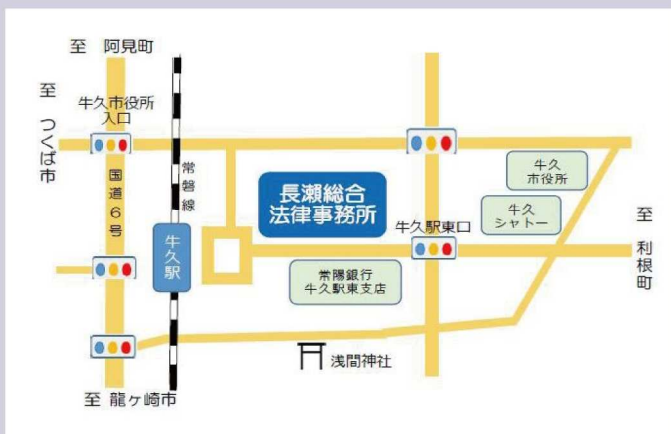 至　阿見町
至　つくば市
牛久市役所
入口
国道６号
常磐線
牛久駅
長瀬総合
法律事務所
牛久
市役所
牛久
シャトー
牛久駅東口
至　利根町
常陽銀行
牛久駅東支店
浅間神社
至　龍ヶ崎市